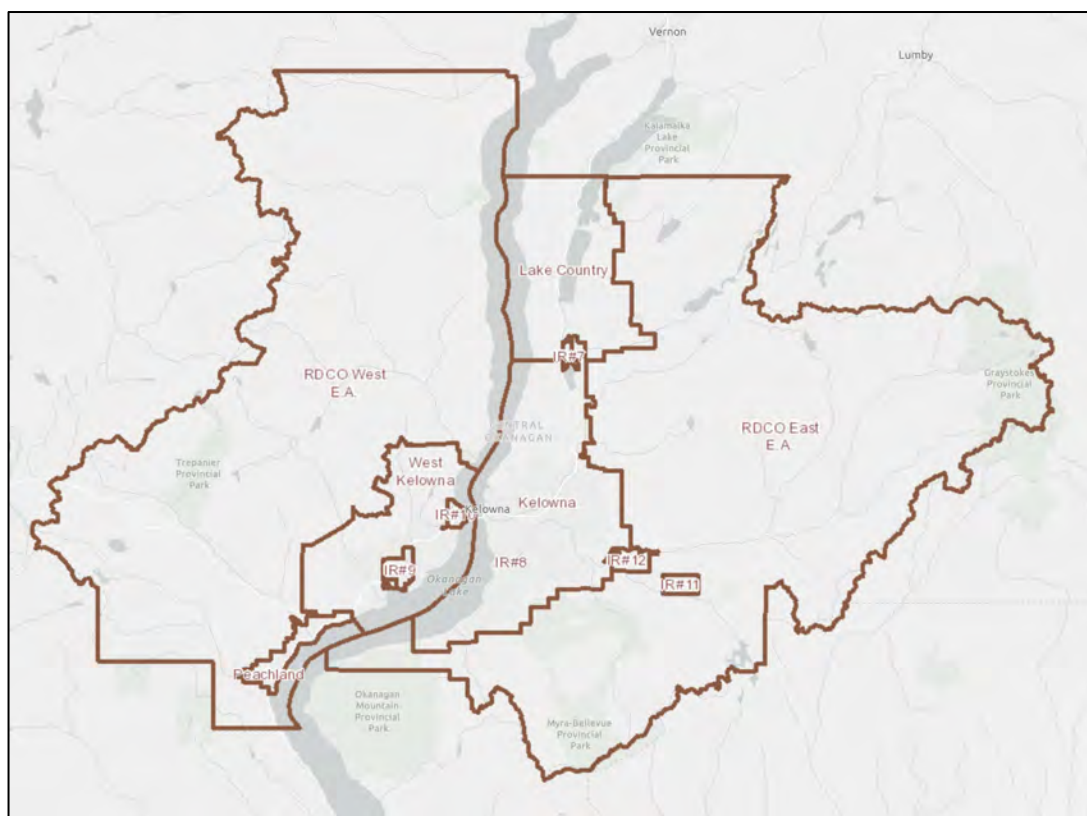 Vernon
Lumby
Kalamalka
Lake
Provincial
Park
Lake Country
IR#7
RDCO West
E.A.
Graystokes
Provincial
Park
CENTRAL
OKANAGAN
RDCO East
E.A
Trepanier
Provincial
Park
West
Kelowna
Kelowna
IR#10
Kelowna
IR#9
Okanagan
Lake
IR#8
IR#12
IR#11
Peachland
Okanagan
Mountain
Provincial
Park
Myra-Bellevue
Provincial
Park